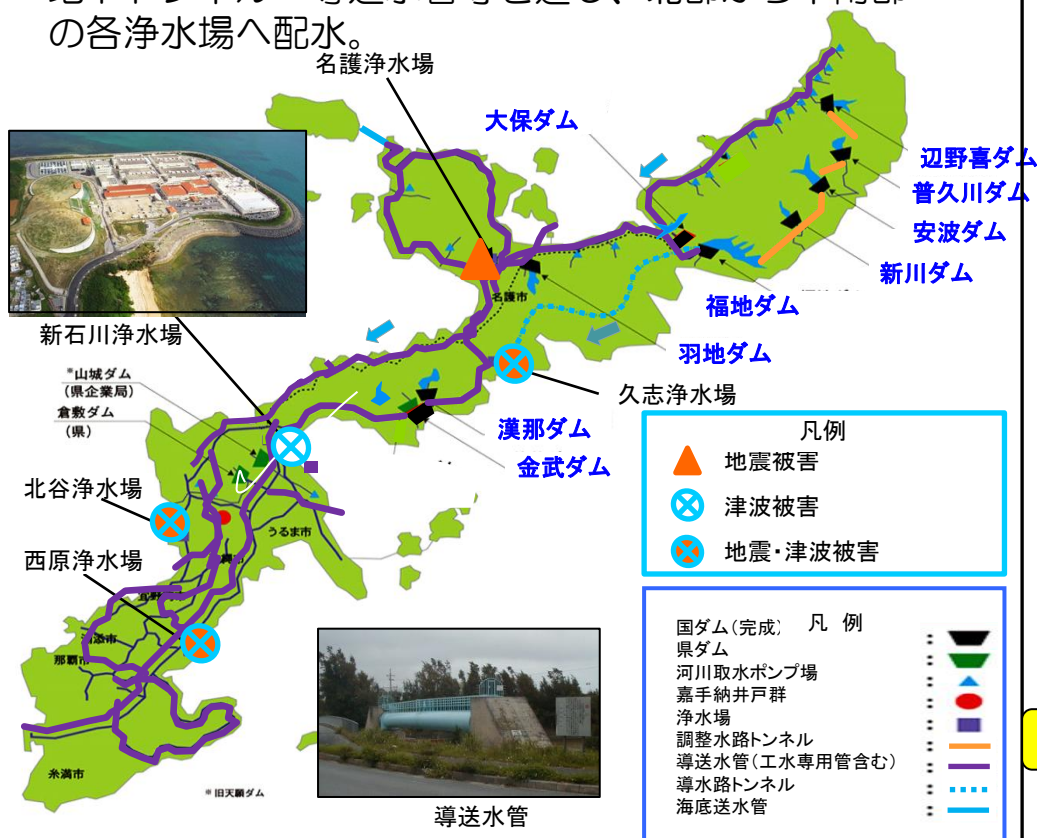 の各浄水場へ配水。
名護浄水場
大保ダム
辺野喜ダム
普久川ダム
安波ダム
新川ダム
福地ダム
羽地ダム
名護市
新石川浄水場
久志浄水場
*山城ダム
(県企業局)
倉敷ダム
(県)
漢那ダム
金武ダム
北谷浄水場
うるま市
西原浄水場
那覇市
糸満市
*旧天願ダム
導送水管
凡例
地震被害
津波被害
地震・津波被害
凡 例
国ダム(完成)
県ダム
河川取水ポンプ場
嘉手納井戸群
浄水場
調整水路トンネル
導送水管(工水専用管含む)
導水路トンネル
海底送水管